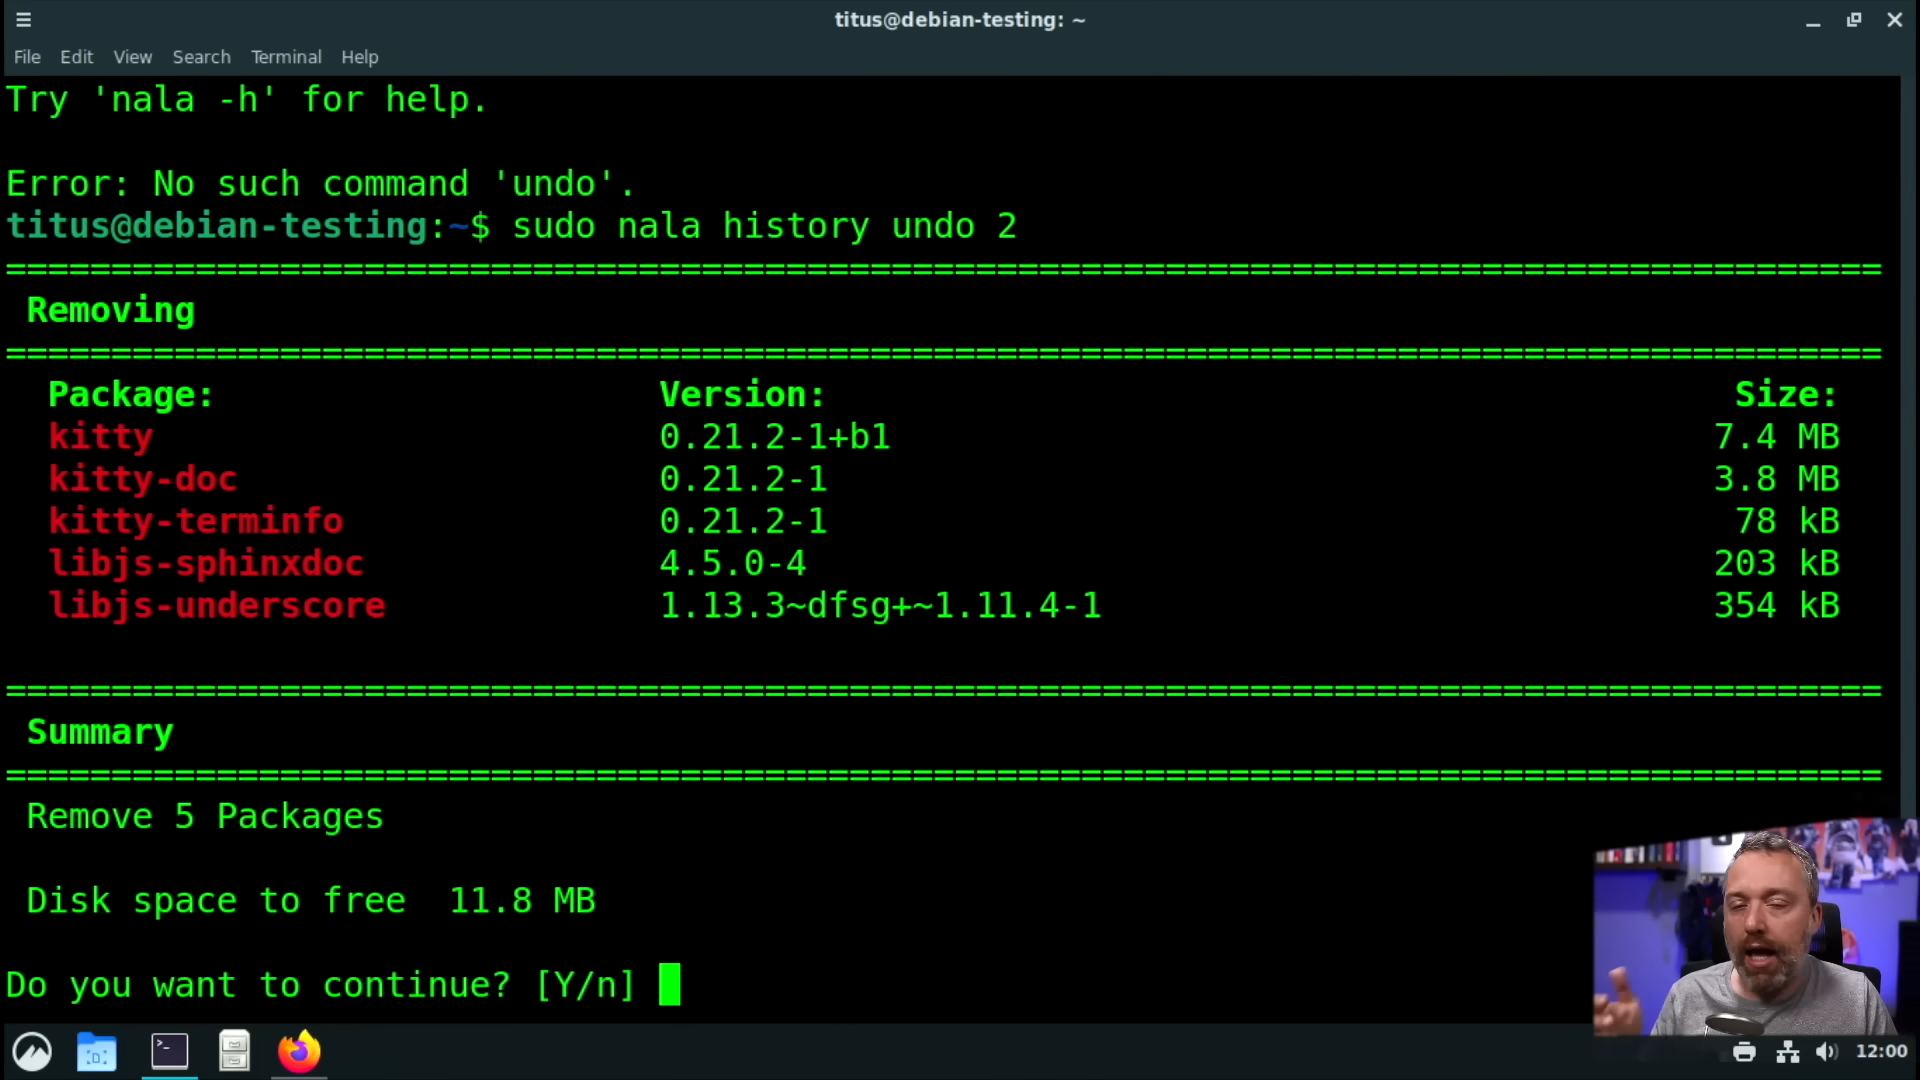 titus@debian-testing: ~
File Edit View Search Terminal Help
Try 'nala -h' for help.
Error: No such command 'undo'.
titus@debian-testing:~$ sudo nala history undo 2
=========================================================================================
Removing
=========================================================================================
Package: Version: Size:
kitty 0.21.2-1+b1 7.4 MB
kitty-doc 0.21.2-1 3.8 MB
kitty-terminfo 0.21.2-1 78 kB
libjs-sphinxdoc 4.5.0-4 203 kB
libjs-underscore 1.13.3~dfsg+~1.11.4-1 354 kB
=========================================================================================
Summary
=========================================================================================
Remove 5 Packages
Disk space to free 11.8 MB
Do you want to continue? [Y/n]
12:00